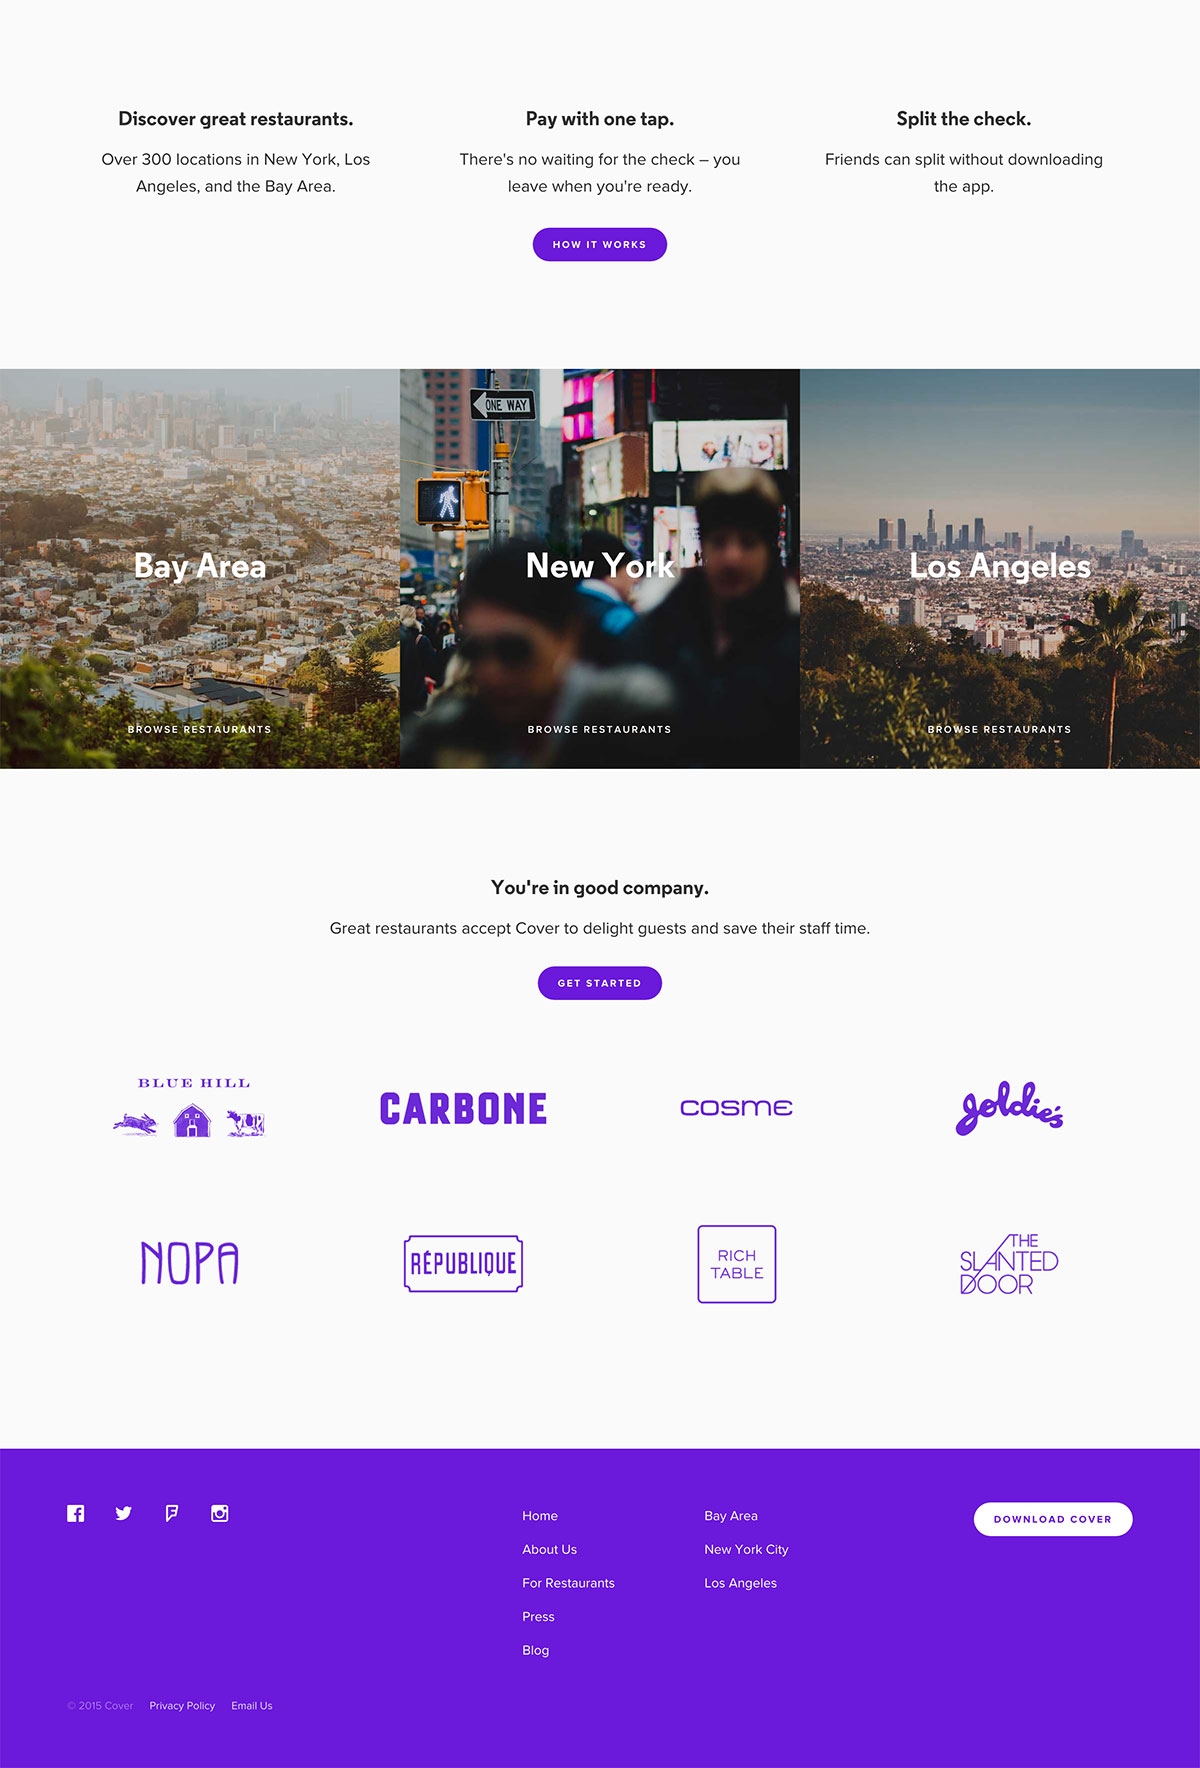 Discover great restaurants.
Over 300 locations in New York, Los
Angeles, and the Bay Area.
Pay with one tap.
There's no waiting for the check – you
leave when you're ready.
Split the check.
Friends can split without downloading
the app.
HOW IT WORKS
Bay Area
BROWSE RESTAURANTS
ONE WAY
New York
BROWSE RESTAURANTS
Los Angeles
BROWSE RESTAURANTS
You're in good company.
Great restaurants accept Cover to delight guests and save their staff time.
GET STARTED
BLUE HILL
CARBONE
COSME
goldie's
NOPA
RÉPUBLIQUE
RICH
TABLE
THE
SLANTED
DOOR
Home
About Us
For Restaurants
Press
Blog
Bay Area
New York City
Los Angeles
DOWNLOAD COVER
© 2015 Cover
Privacy Policy
Email Us